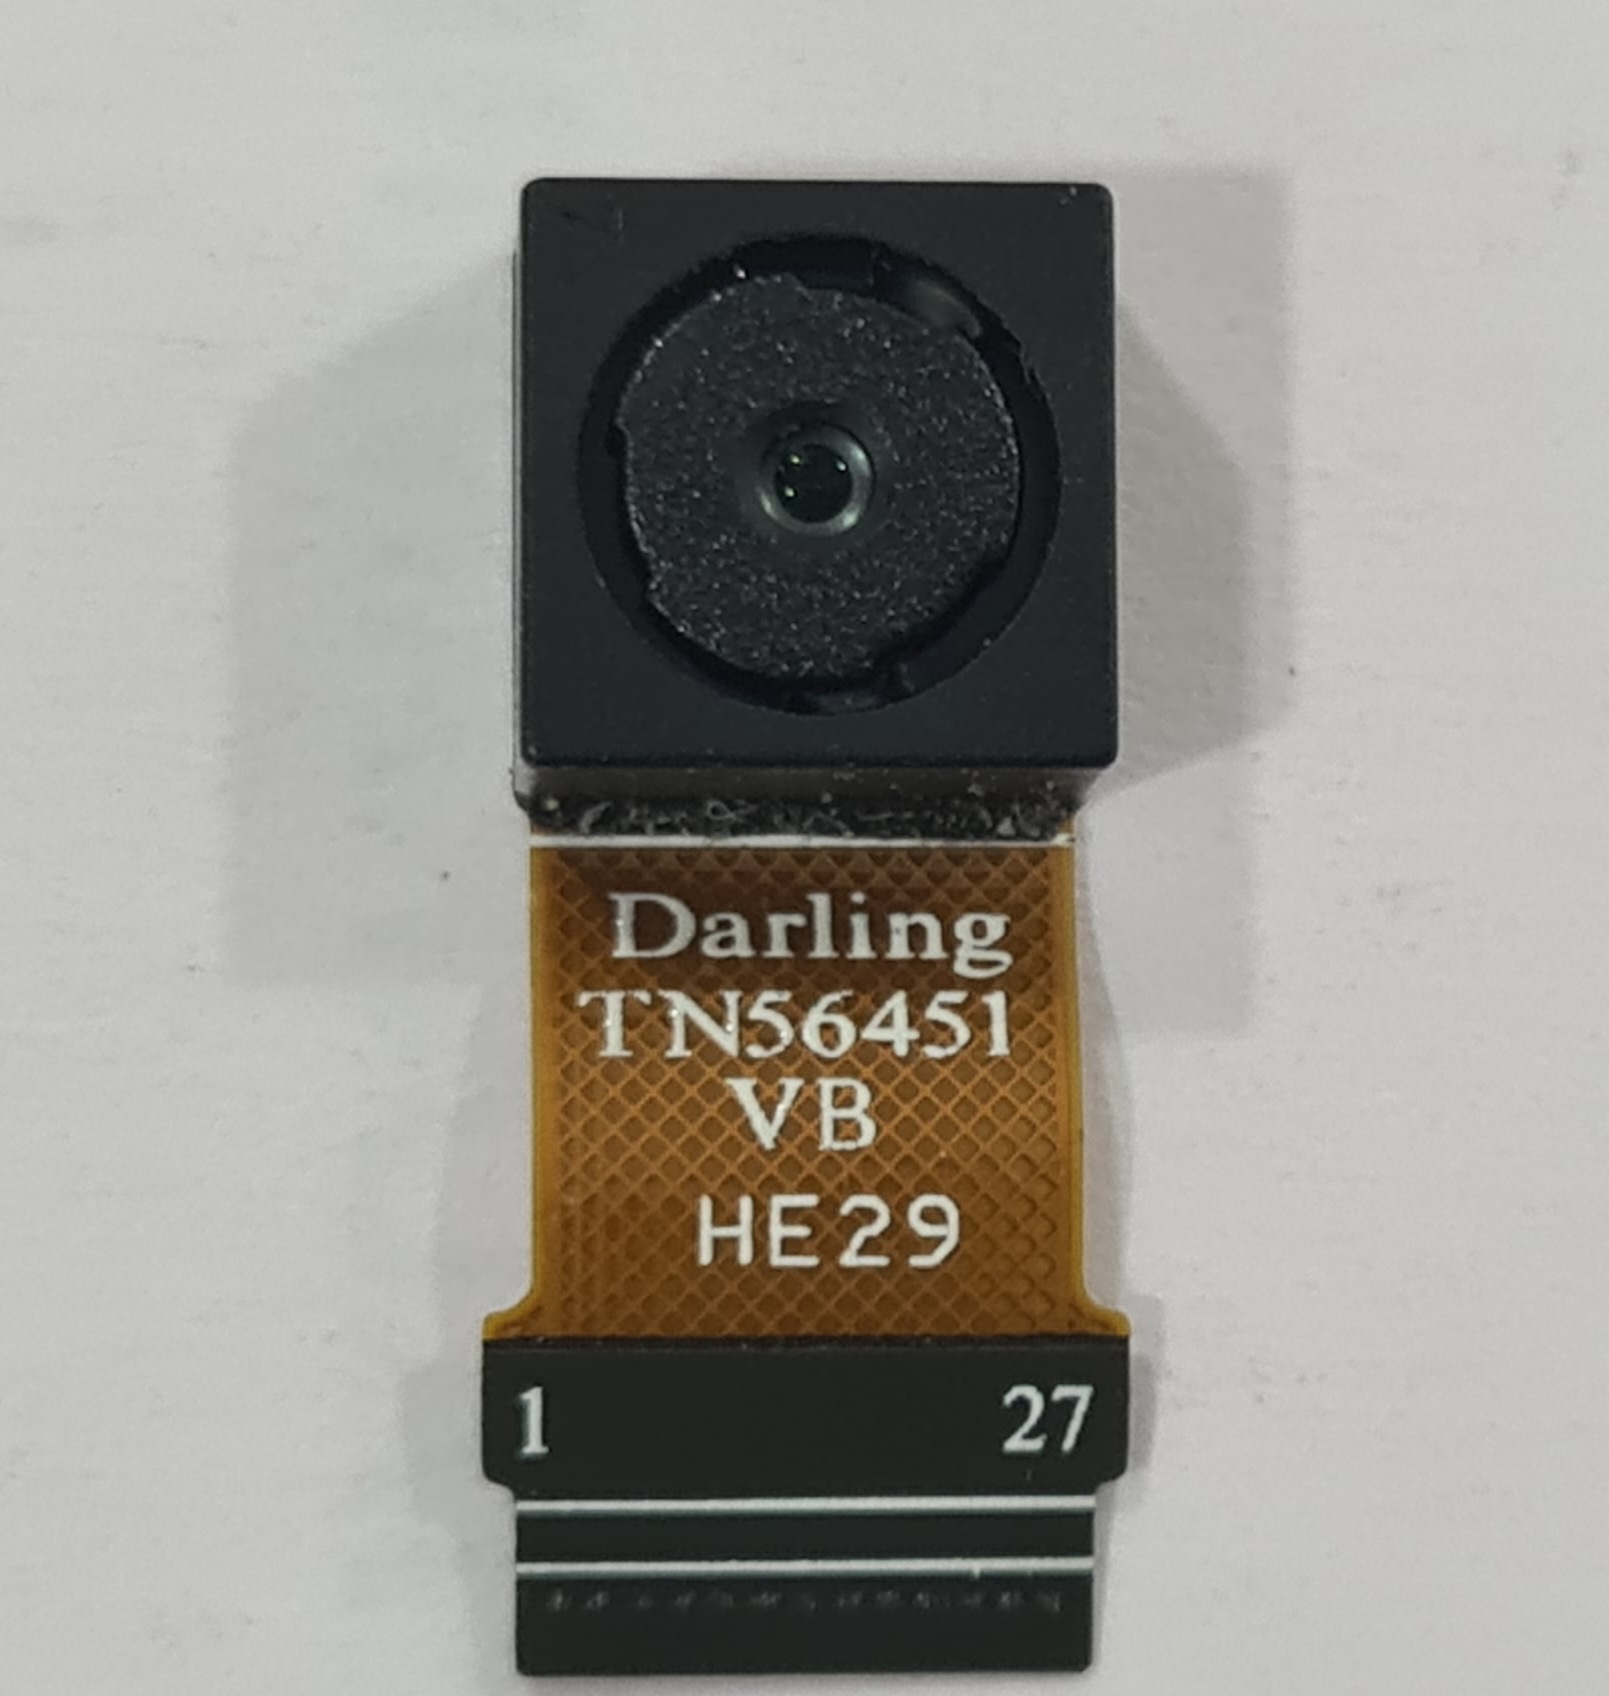 Darling
TN56451
VB
HE29
1 27